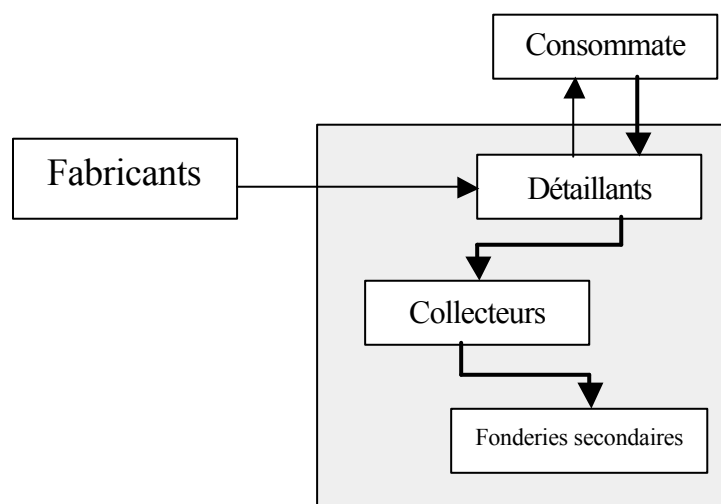 Consommate
Fabricants
Détaillants
Collecteurs
Fonderies secondaires